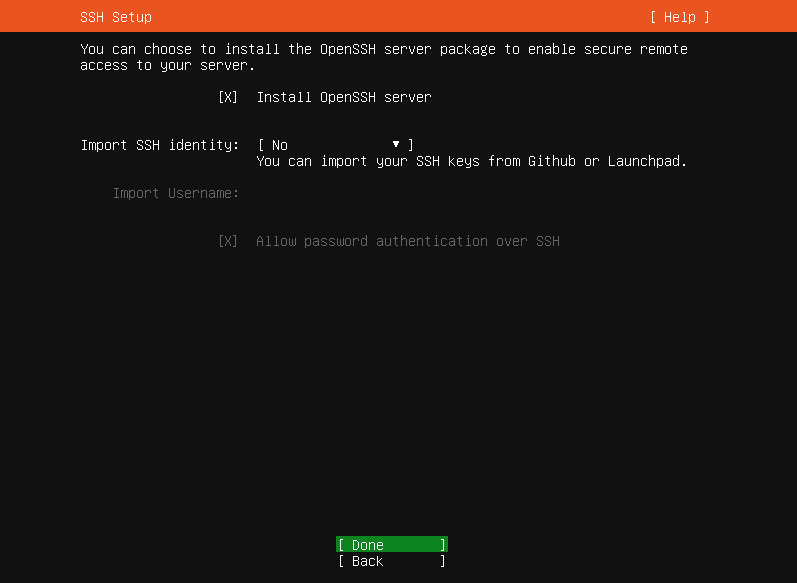 SSH Setup [ Help ]
You can choose to install the OpenSSH server package to enable secure remote
access to your server.
[X] Install OpenSSH server
Import SSH identity: [ No ▼ ]
You can import your SSH keys from Github or Launchpad.
Import Username:
[X] Allow password authentication over SSH
[ Done ]
[ Back ]